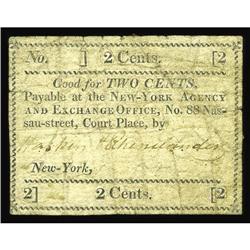 No. ] 2 Cents. [2
Good for TWO CENTS,
Payable at the NEW-YORK AGENCY
AND EXCHANGE OFFICE, No. 88 Nas-
sau-street, Court Place, by
New-York,
2] 2 Cents. [2